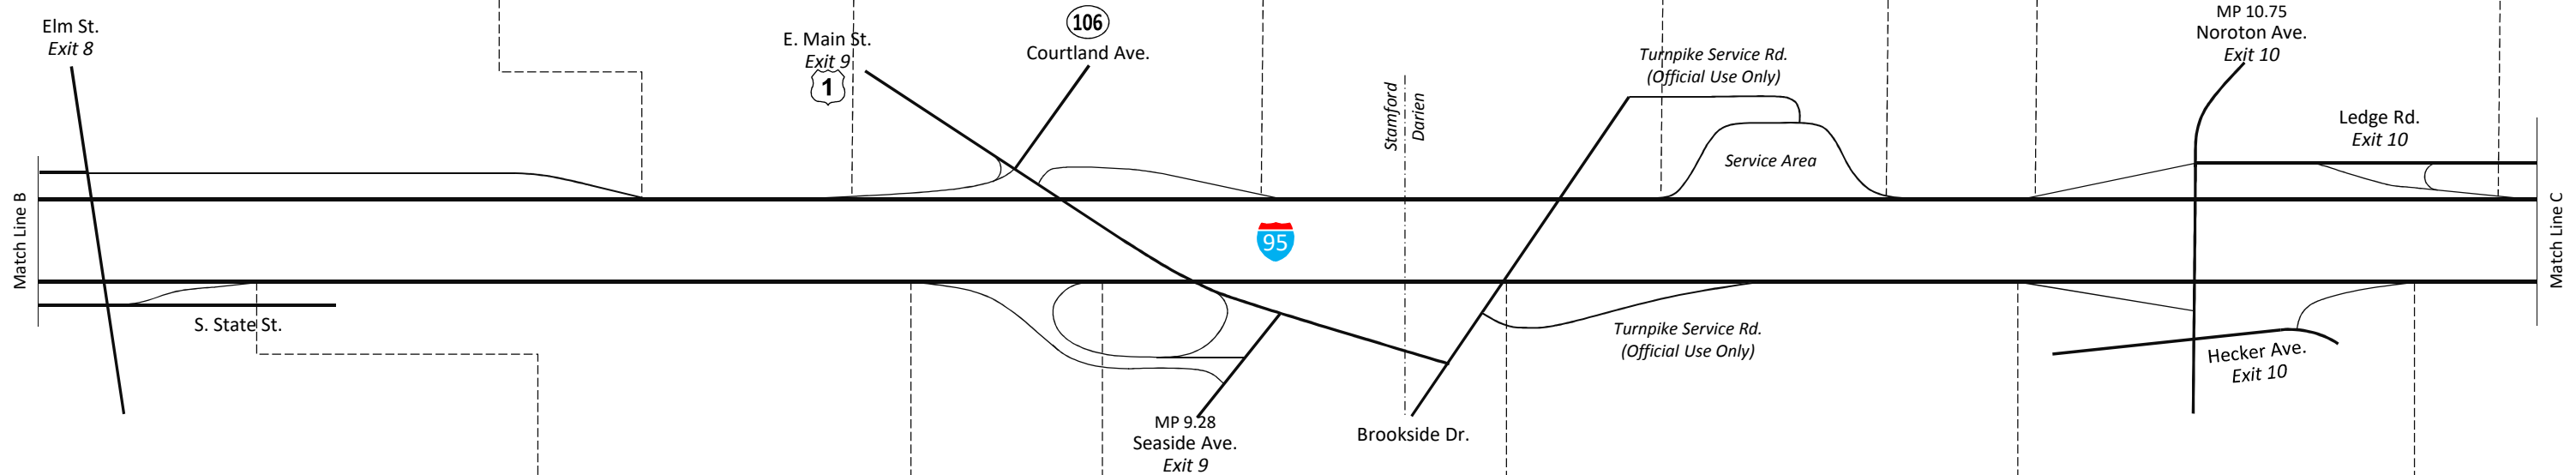 Elm St.
Exit 8
E. Main St.
Exit 9
1
106
Courtland Ave.
Turnpike Service Rd.
(Official Use Only)
MP 10.75
Noroton Ave.
Exit 10
Ledge Rd.
Exit 10
Stamford
Darien
Service Area
Match Line B
95
Match Line C
S. State St.
Turnpike Service Rd.
(Official Use Only)
Hecker Ave.
Exit 10
MP 9.28
Seaside Ave.
Exit 9
Brookside Dr.